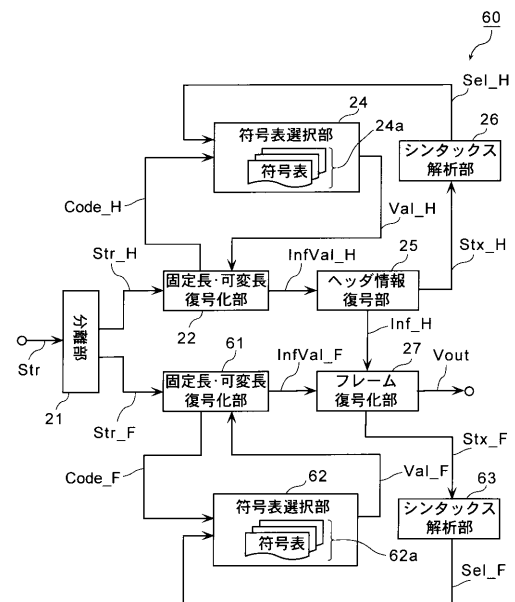 60
Sel_H
24
24a
26
符号表選択部
符号表
シンタックス
解析部
Code_H
Val_H
Str_H
InfVal_H
25
Stx_H
固定長・可変長
復号化部
22
ヘッダ情報
復号部
Inf_H
分離部
Str
21
61
InfVal_F
27
Vout
固定長・可変長
復号化部
フレーム
復号化部
Str_F
Stx_F
Code_F
Val_F
62
63
符号表選択部
符号表
62a
シンタックス
解析部
Sel_F